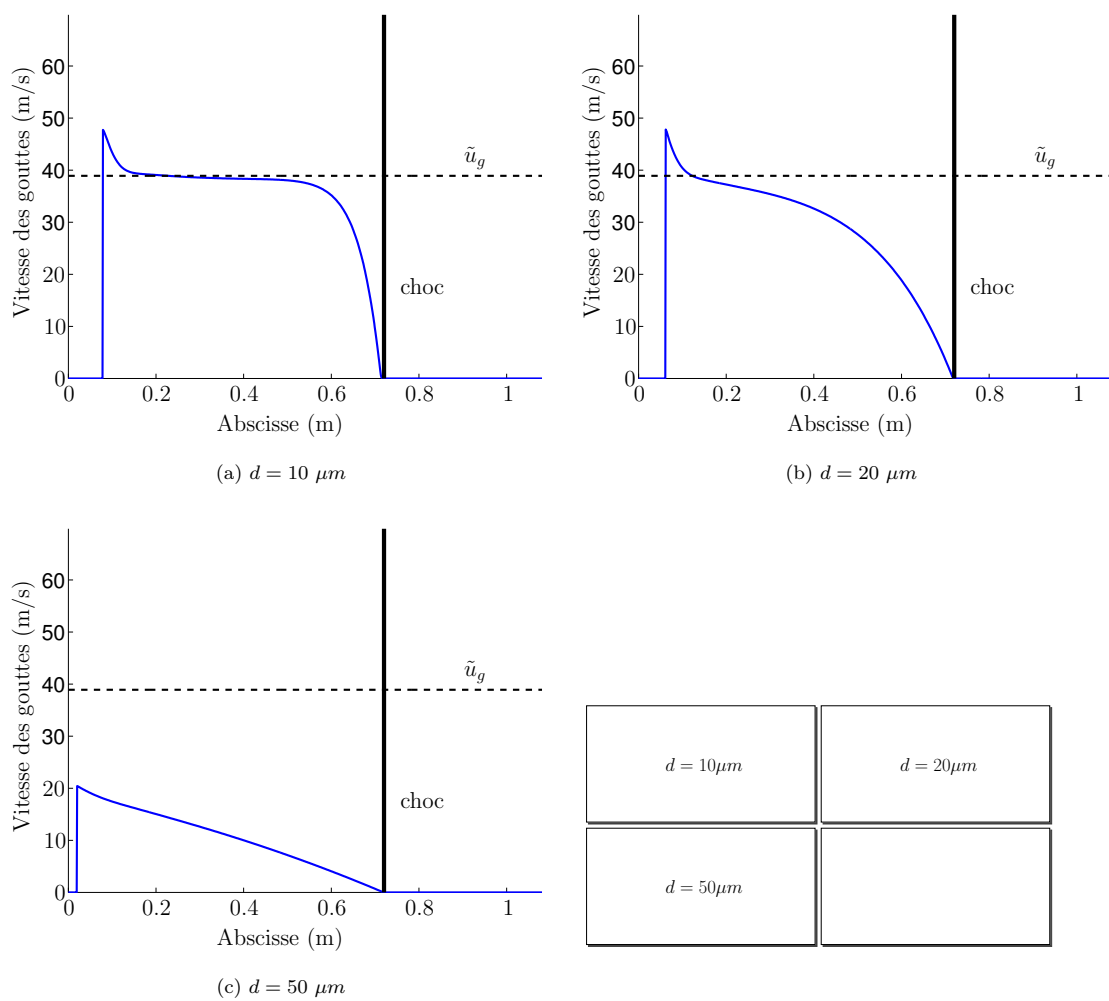 Vitesse des gouttes (m/s)
60
50
40
30
20
10
0
ũ_g
choc
0 0.2 0.4 0.6 0.8 1
Abscisse (m)
(a) d = 10 μm
Vitesse des gouttes (m/s)
60
50
40
30
20
10
0
ũ_g
choc
0 0.2 0.4 0.6 0.8 1
Abscisse (m)
(b) d = 20 μm
Vitesse des gouttes (m/s)
60
50
40
30
20
10
0
ũ_g
choc
0 0.2 0.4 0.6 0.8 1
Abscisse (m)
(c) d = 50 μm
d = 10μm
d = 20μm
d = 50μm